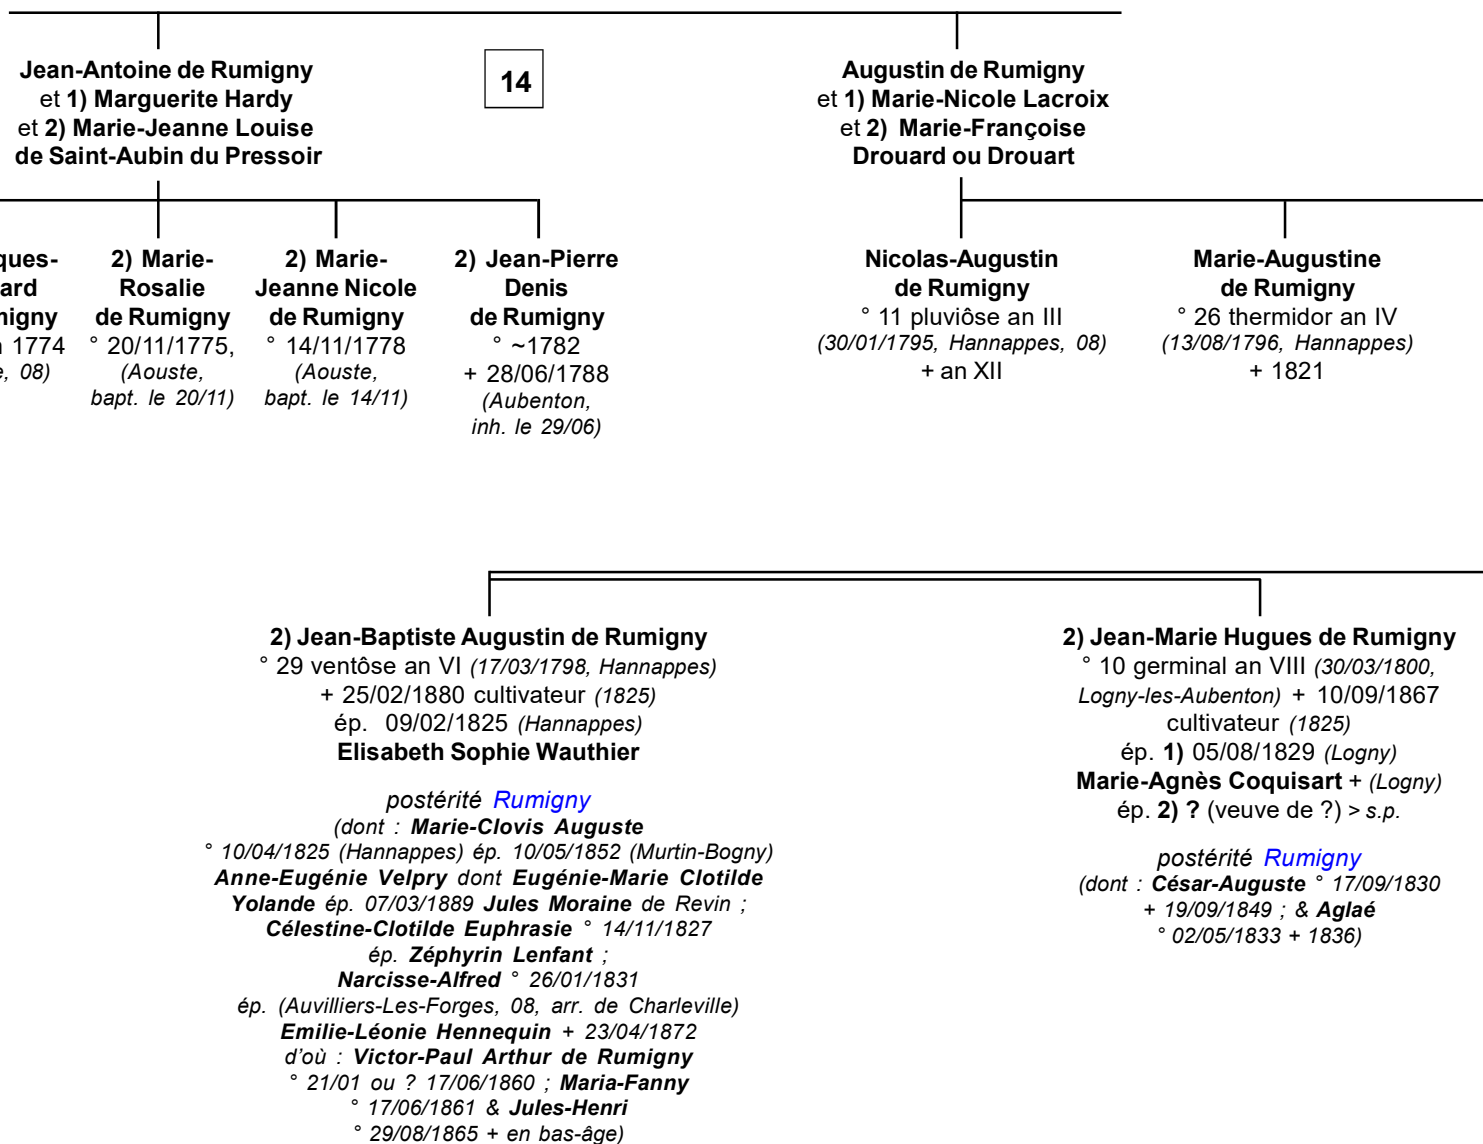 Jean-Antoine de Rumigny
et 1) Marguerite Hardy
et 2) Marie-Jeanne Louise
de Saint-Aubin du Pressoir
14
Augustin de Rumigny
et 1) Marie-Nicole Lacroix
et 2) Marie-Françoise
Drouard ou Drouart
1774
08)
2) Marie-
Rosalie
de Rumigny
° 20/11/1775,
(Aouste,
bapt. le 20/11)
2) Marie-
Jeanne Nicole
de Rumigny
° 14/11/1778
(Aouste,
bapt. le 14/11)
2) Jean-Pierre
Denis
de Rumigny
° ~1782
+ 28/06/1788
(Aubenton,
inh. le 29/06)
Nicolas-Augustin
de Rumigny
° 11 pluviôse an III
(30/01/1795, Hannappes, 08)
+ an XII
Marie-Augustine
de Rumigny
° 26 thermidor an IV
(13/08/1796, Hannappes)
+ 1821
2) Jean-Baptiste Augustin de Rumigny
° 29 ventôse an VI (17/03/1798, Hannappes)
+ 25/02/1880 cultivateur (1825)
ép. 09/02/1825 (Hannappes)
Elisabeth Sophie Wauthier
postérité Rumigny
(dont : Marie-Clovis Auguste
° 10/04/1825 (Hannappes) ép. 10/05/1852 (Murtin-Bogny)
Anne-Eugénie Velpry dont Eugénie-Marie Clotilde
Yolande ép. 07/03/1889 Jules Moraine de Revin ;
Célestine-Clotilde Euphrasie ° 14/11/1827
ép. Zéphyrin Lenfant ;
Narcisse-Alfred ° 26/01/1831
ép. (Auvilliers-Les-Forges, 08, arr. de Charleville)
Emilie-Léonie Hennequin + 23/04/1872
d'où : Victor-Paul Arthur de Rumigny
° 21/01 ou ? 17/06/1860 ; Maria-Fanny
° 17/06/1861 & Jules-Henri
° 29/08/1865 + en bas-âge)
2) Jean-Marie Hugues de Rumigny
° 10 germinal an VIII (30/03/1800,
Logny-les-Aubenton) + 10/09/1867
cultivateur (1825)
ép. 1) 05/08/1829 (Logny)
Marie-Agnès Coquisart + (Logny)
ép. 2) ? (veuve de ?) > s.p.
postérité Rumigny
(dont : César-Auguste ° 17/09/1830
+ 19/09/1849 ; & Aglaé
° 02/05/1833 + 1836)